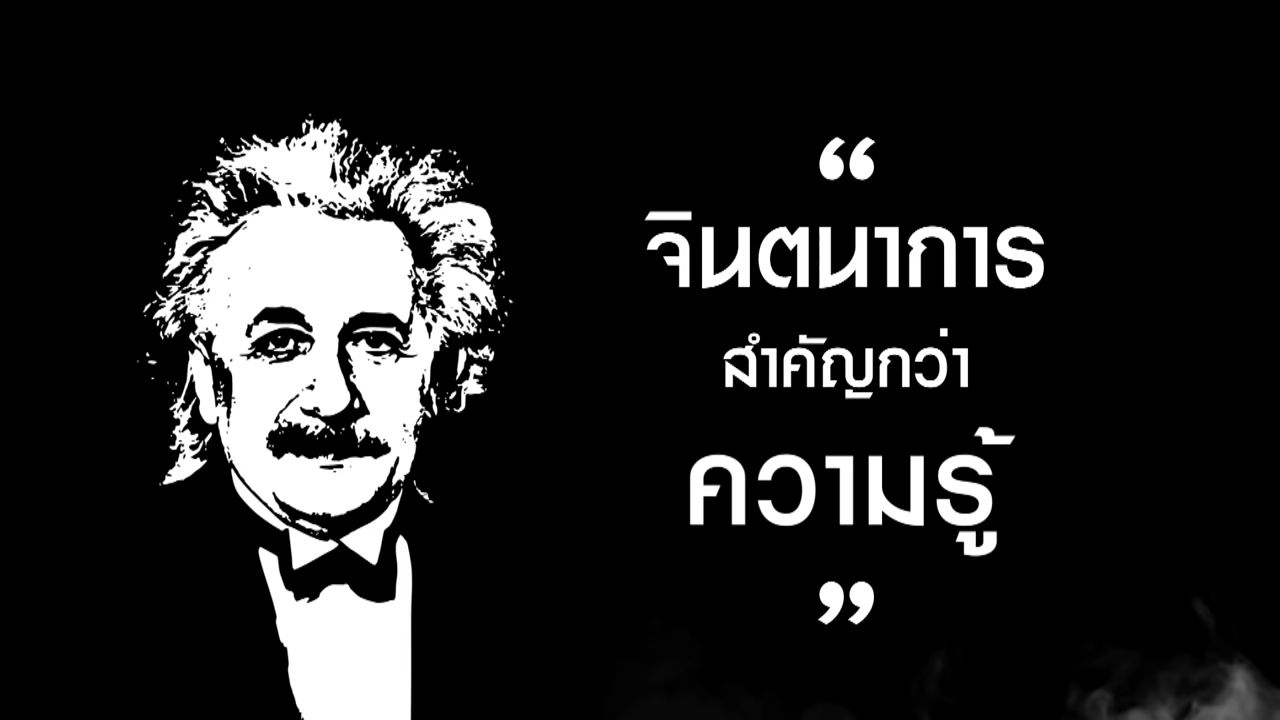 “
จินตนาการ
สำคัญกว่า
ความรู้
”